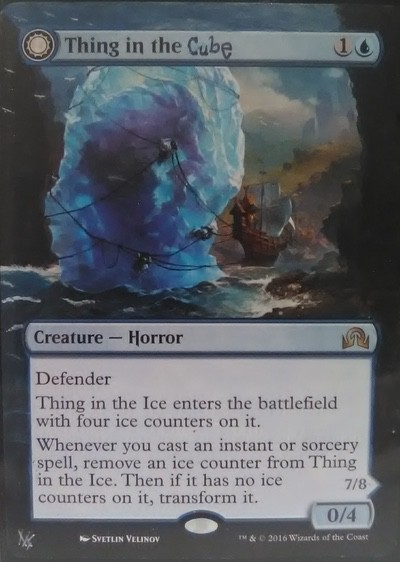 Thing in the Cube 1
Creature — Horror
Defender
Thing in the Ice enters the battlefield
with four ice counters on it.
Whenever you cast an instant or sorcery
spell, remove an ice counter from Thing
in the Ice. Then if it has no ice
counters on it, transform it.
7/8
0/4
Svetlin Velinov
™ & © 2016 Wizards of the Coast